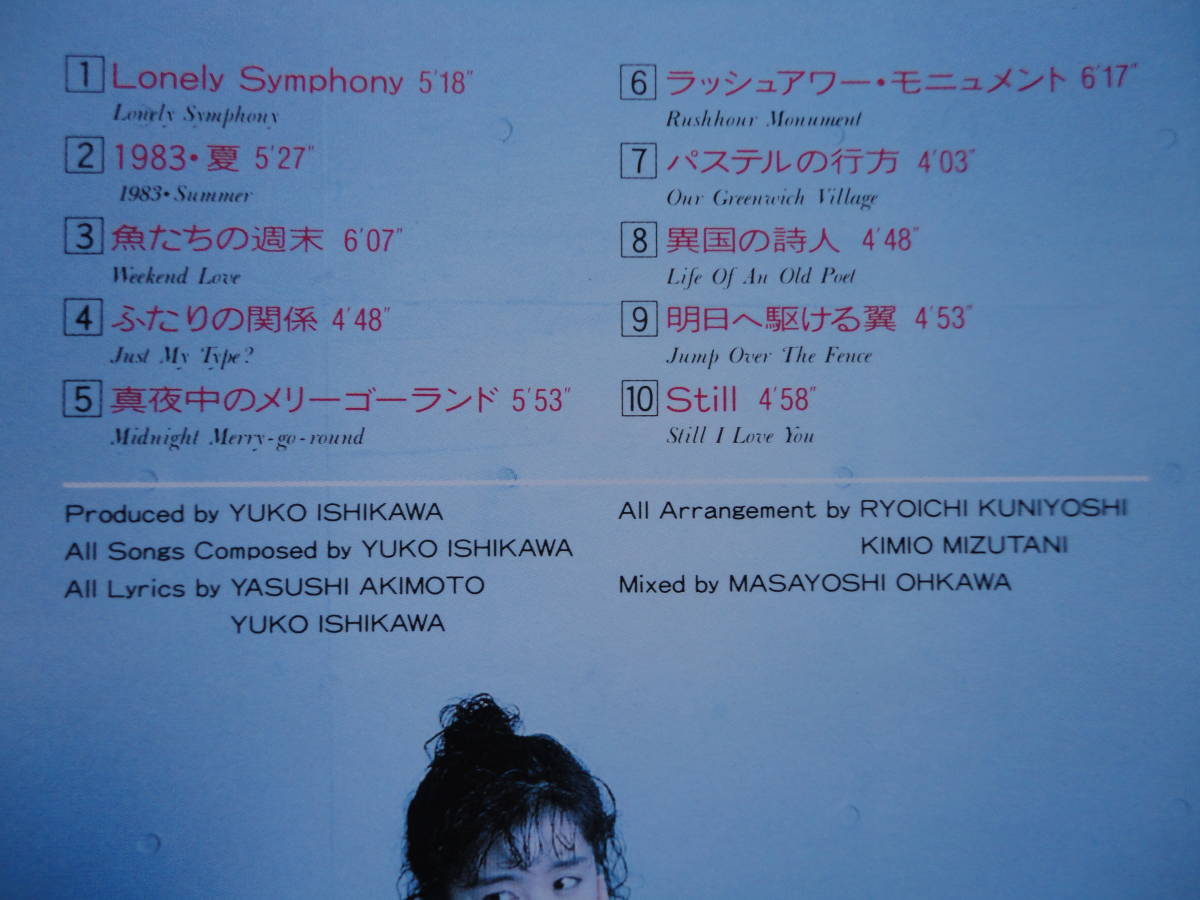 1 Lonely Symphony 5'18"
Lonely Symphony
2 1983・夏 5'27"
1983・Summer
3 魚たちの週末 6'07"
Weekend Love
4 ふたりの関係 4'48"
Just My Type?
5 真夜中のメリーゴーランド 5'53"
Midnight Merry-go-round
6 ラッシュアワー・モニュメント 6'17"
Rushhour Monument
7 パステルの行方 4'03"
Our Greenwich Village
8 異国の詩人 4'48"
Life Of An Old Poet
9 明日へ駆ける翼 4'53"
Jump Over The Fence
10 Still 4'58"
Still I Love You
Produced by YUKO ISHIKAWA
All Songs Composed by YUKO ISHIKAWA
All Lyrics by YASUSHI AKIMOTO
YUKO ISHIKAWA
All Arrangement by RYOICHI KUNIYOSHI
KIMIO MIZUTANI
Mixed by MASAYOSHI OHKAWA